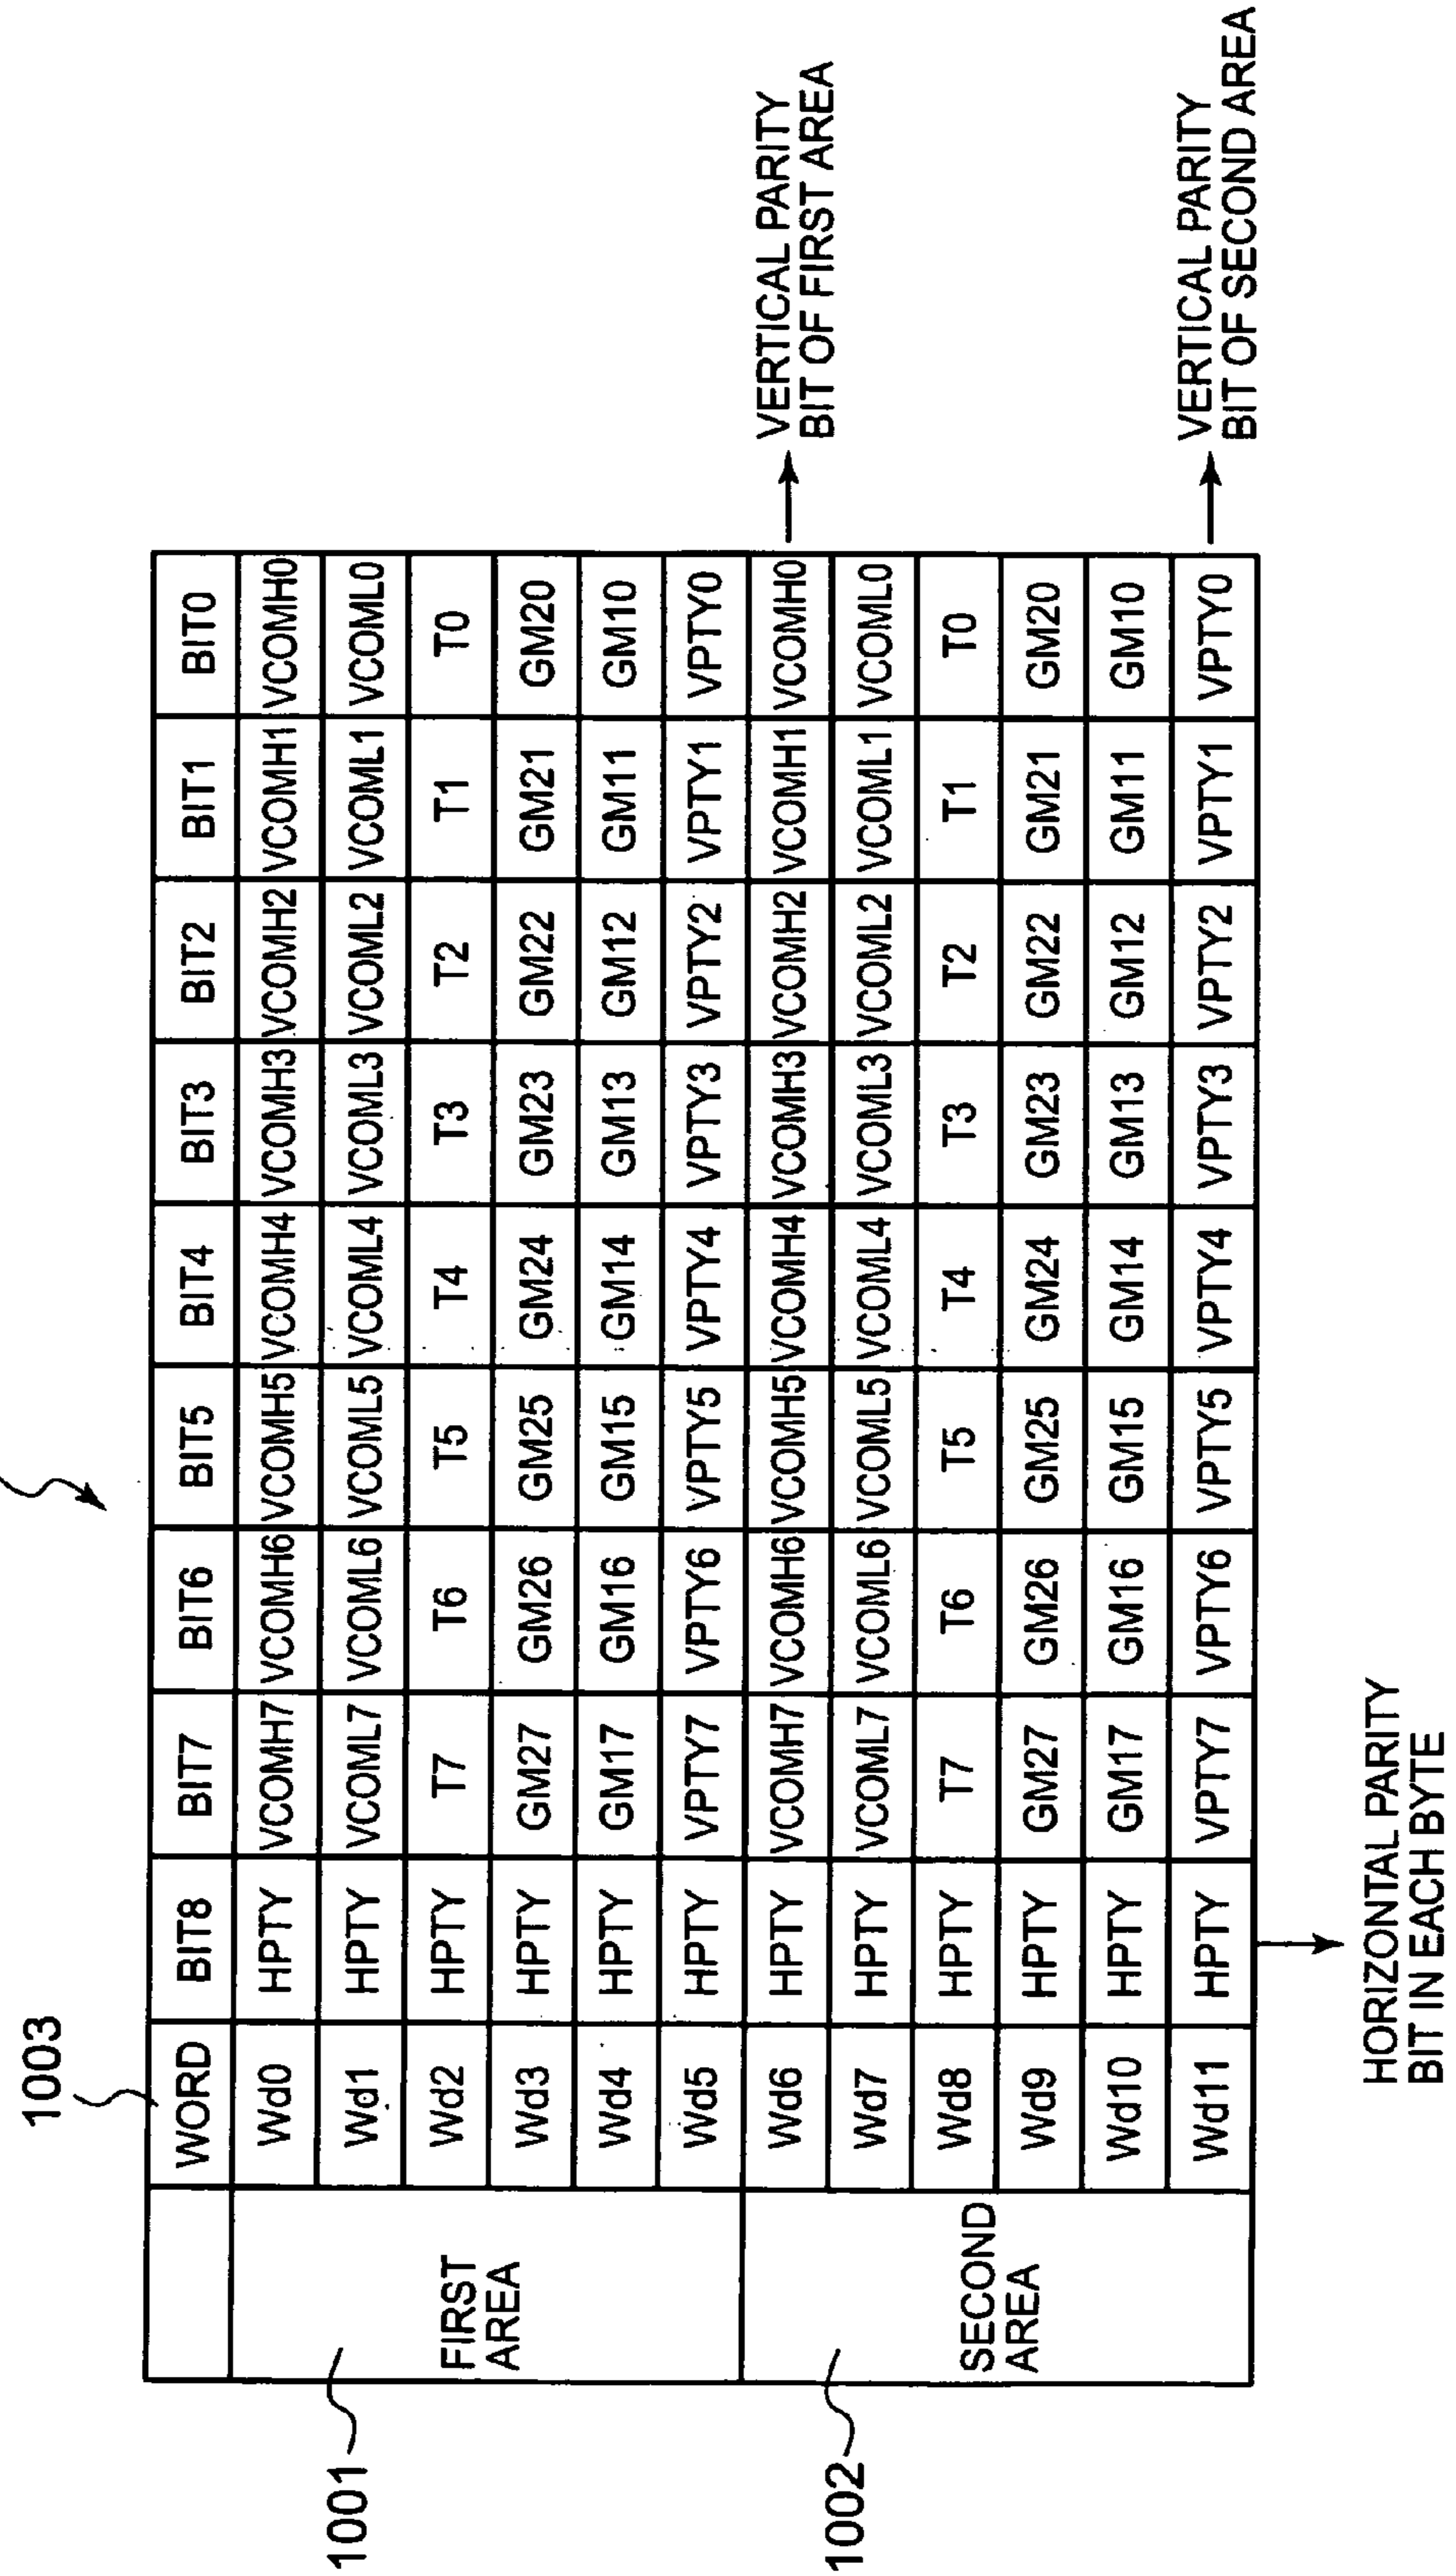 1003
WORD BIT8 BIT7 BIT6 BIT5 BIT4 BIT3 BIT2 BIT1 BIT0
1001
FIRST
AREA
Wd0 HPTY VCOMH7 VCOMH6 VCOMH5 VCOMH4 VCOMH3 VCOMH2 VCOMH1 VCOMH0
Wd1 HPTY VCOML7 VCOML6 VCOML5 VCOML4 VCOML3 VCOML2 VCOML1 VCOML0
Wd2 HPTY T7 T6 T5 T4 T3 T2 T1 T0
Wd3 HPTY GM27 GM26 GM25 GM24 GM23 GM22 GM21 GM20
Wd4 HPTY GM17 GM16 GM15 GM14 GM13 GM12 GM11 GM10
Wd5 HPTY VPTY7 VPTY6 VPTY5 VPTY4 VPTY3 VPTY2 VPTY1 VPTY0
VERTICAL PARITY
BIT OF FIRST AREA
1002
SECOND
AREA
Wd6 HPTY VCOMH7 VCOMH6 VCOMH5 VCOMH4 VCOMH3 VCOMH2 VCOMH1 VCOMH0
Wd7 HPTY VCOML7 VCOML6 VCOML5 VCOML4 VCOML3 VCOML2 VCOML1 VCOML0
Wd8 HPTY T7 T6 T5 T4 T3 T2 T1 T0
Wd9 HPTY GM27 GM26 GM25 GM24 GM23 GM22 GM21 GM20
Wd10 HPTY GM17 GM16 GM15 GM14 GM13 GM12 GM11 GM10
Wd11 HPTY VPTY7 VPTY6 VPTY5 VPTY4 VPTY3 VPTY2 VPTY1 VPTY0
VERTICAL PARITY
BIT OF SECOND AREA
HORIZONTAL PARITY
BIT IN EACH BYTE